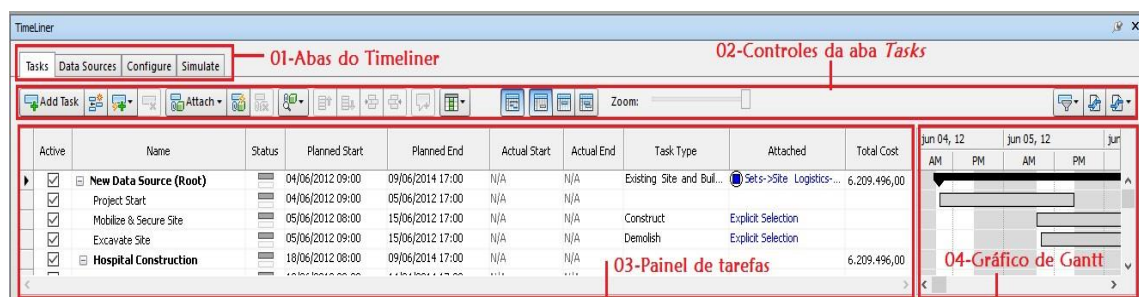 TimeLiner
Tasks Data Sources Configure Simulate
01-Abas do Timeliner
02-Controles da aba Tasks
Add Task Attach Zoom:
Active Name Status Planned Start Planned End Actual Start Actual End Task Type Attached Total Cost
jun 04, 12 jun 05, 12 jun
AM PM AM PM
New Data Source (Root) 04/06/2012 09:00 09/06/2014 17:00 N/A N/A Existing Site and Buil... Sets->Site Logistics-... 6.209.496,00
Project Start 04/06/2012 09:00 05/06/2012 17:00 N/A N/A
Mobilize & Secure Site 05/06/2012 08:00 15/06/2012 17:00 N/A N/A Construct Explicit Selection
Excavate Site 05/06/2012 09:00 15/06/2012 17:00 N/A N/A Demolish Explicit Selection
Hospital Construction 18/06/2012 08:00 09/06/2014 17:00 N/A N/A 6.209.496,00
03-Painel de tarefas
04-Gráfico de Gantt